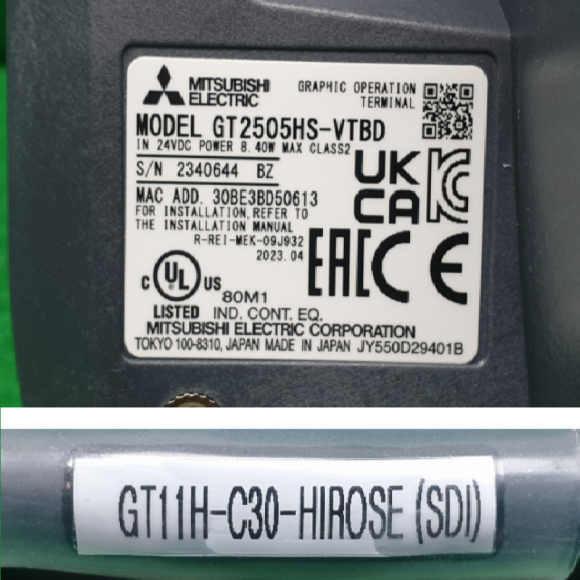 MITSUBISHI
ELECTRIC
GRAPHIC OPERATION
TERMINAL
MODEL GT2505HS-VTBD
IN 24VDC POWER 8.40W MAX CLASS2
S/N 2340644 BZ
MAC ADD. 30BE3BD50613
FOR INSTALLATION,REFER TO
THE INSTALLATION MANUAL
R-REI-MEK-09J932
2023.04
UK
CA
EAC CE
C UL US
80M1
LISTED IND. CONT. EQ.
MITSUBISHI ELECTRIC CORPORATION
TOKYO 100-8310, JAPAN MADE IN JAPAN JY550D29401B
GT11H-C30-HIROSE (SDI)